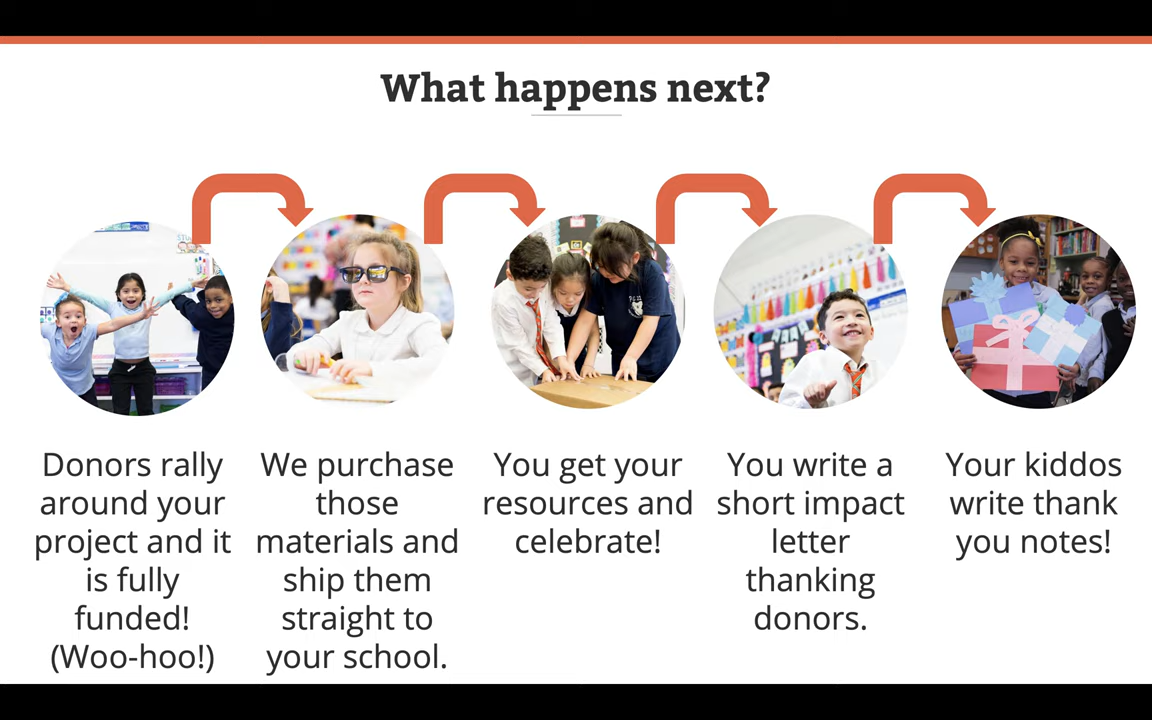 What happens next?
Donors rally
around your
project and it
is fully
funded!
(Woo-hoo!)
We purchase
those
materials and
ship them
straight to
your school.
You get your
resources and
celebrate!
You write a
short impact
letter
thanking
donors.
Your kiddos
write thank
you notes!